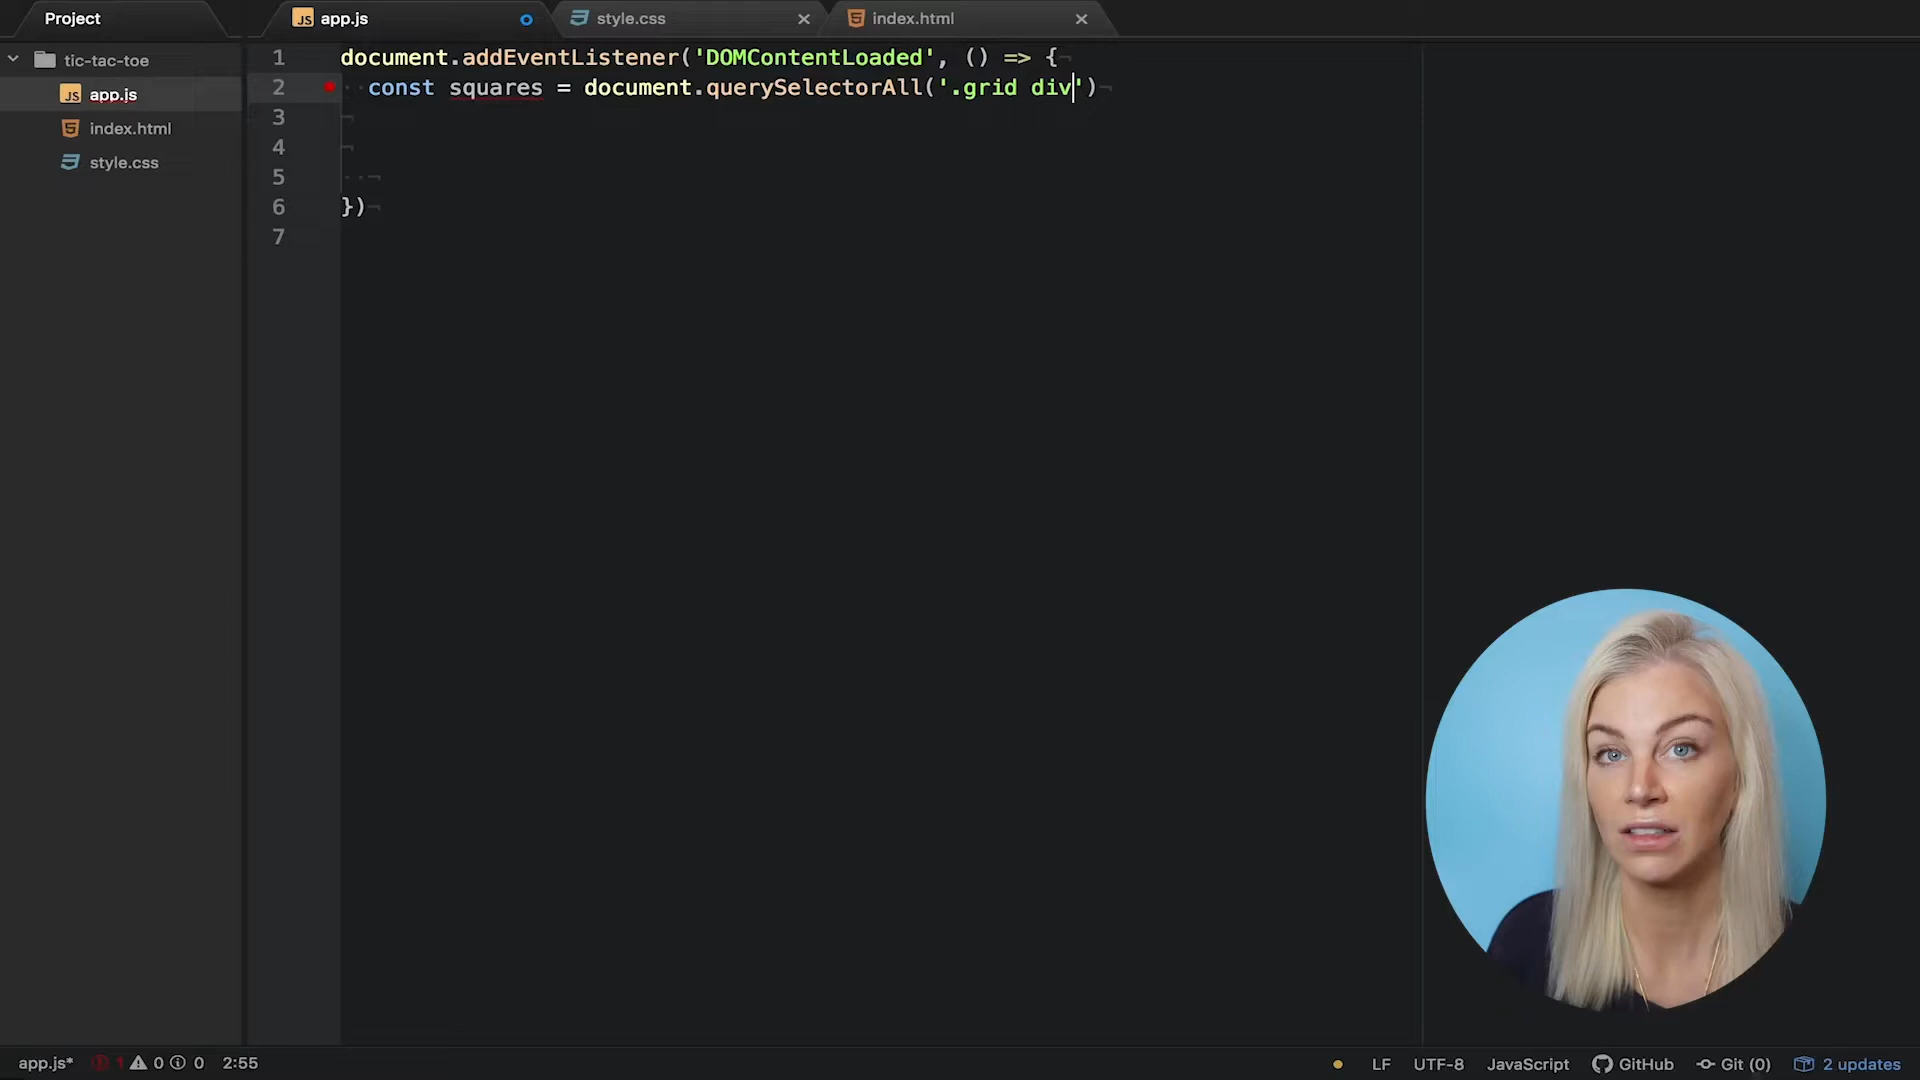 Project
app.js
style.css
index.html
tic-tac-toe
app.js
index.html
style.css
1 document.addEventListener('DOMContentLoaded', () => {
2 const squares = document.querySelectorAll('.grid div')
3
4
5
6 })
7
app.js* 1 0 0 2:55
LF UTF-8 JavaScript GitHub Git (0) 2 updates